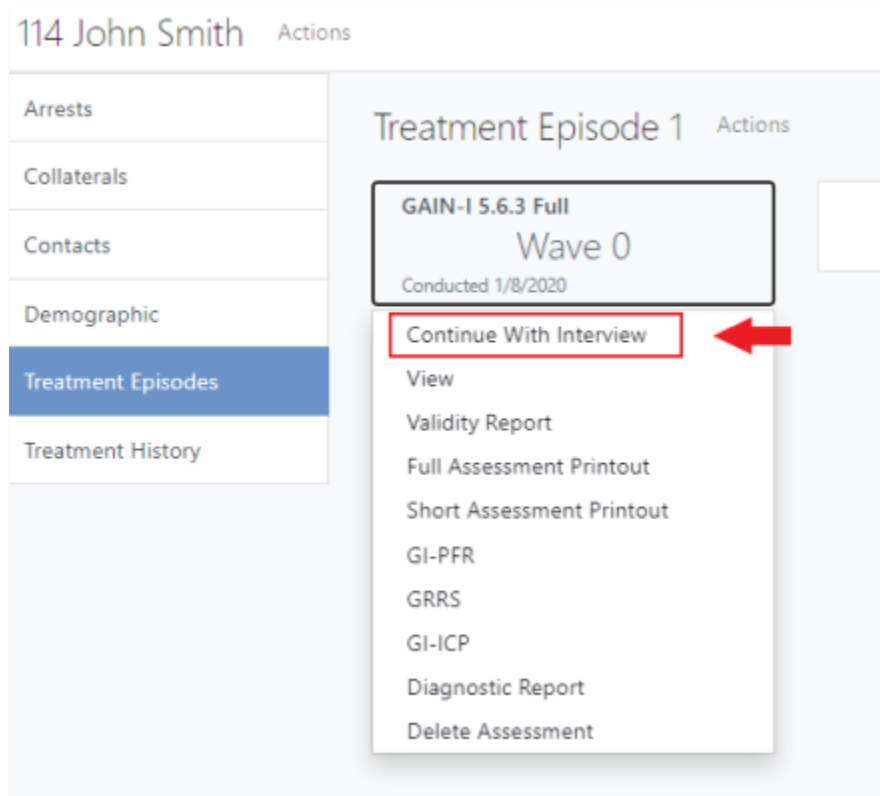 114 John Smith Actions
Arrests
Collaterals
Contacts
Demographic
Treatment Episodes
Treatment History
Treatment Episode 1 Actions
GAIN-I 5.6.3 Full
Wave 0
Conducted 1/8/2020
Continue With Interview
View
Validity Report
Full Assessment Printout
Short Assessment Printout
GI-PFR
GRRS
GI-ICP
Diagnostic Report
Delete Assessment